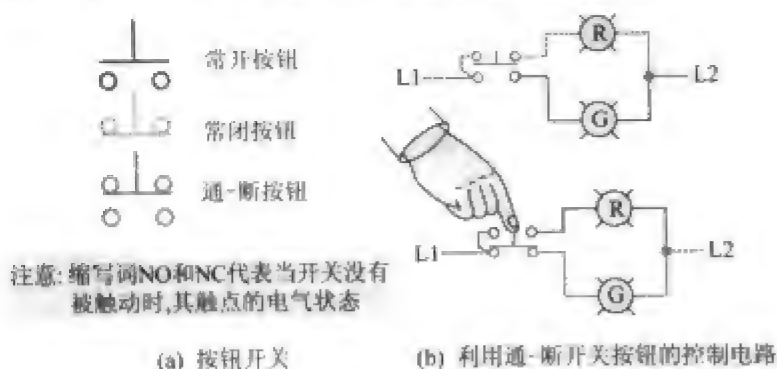 常开按钮
常闭按钮
通-断按钮
注意:缩写词NO和NC代表当开关没有
被触动时,其触点的电气状态
(a) 按钮开关
L1
R
G
L2
L1
R
G
L2
(b) 利用通-断开关按钮的控制电路